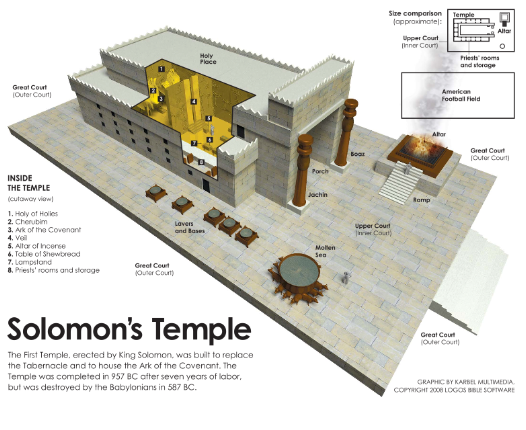 Size comparison
(approximate):
Temple
Altar
Upper Court
(Inner Court)
Priests' rooms
and storage
American
Football Field
Holy
Place
Great Court
(Outer Court)
1
2
3
4
5
6
7
8
Altar
Great Court
(Outer Court)
Boaz
Porch
Jachin
Ramp
INSIDE
THE TEMPLE
(cutaway view)
1. Holy of Holies
2. Cherubim
3. Ark of the Covenant
4. Veil
5. Altar of Incense
6. Table of Shewbread
7. Lampstand
8. Priests' rooms and storage
Lavers
and Bases
Upper Court
(Inner Court)
Molten
Sea
Great Court
(Outer Court)
Great Court
(Outer Court)
Solomon's Temple
The First Temple, erected by King Solomon, was built to replace
the Tabernacle and to house the Ark of the Covenant. The
Temple was completed in 957 BC after seven years of labor,
but was destroyed by the Babylonians in 587 BC.
GRAPHIC BY KARBEL MULTIMEDIA,
COPYRIGHT 2008 LOGOS BIBLE SOFTWARE